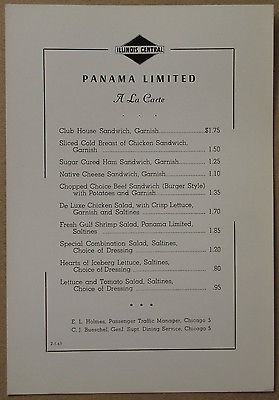 ILLINOIS CENTRAL
PANAMA LIMITED
A La Carte
Club House Sandwich, Garnish $1.75
Sliced Cold Breast of Chicken Sandwich,
Garnish 1.50
Sugar Cured Ham Sandwich, Garnish 1.25
Native Cheese Sandwich, Garnish 1.10
Chopped Choice Beef Sandwich (Burger Style)
with Potatoes and Garnish 1.35
De Luxe Chicken Salad, with Crisp Lettuce,
Garnish and Saltines 1.70
Fresh Gulf Shrimp Salad, Panama Limited,
Saltines 1.85
Special Combination Salad, Saltines,
Choice of Dressing 1.20
Hearts of Iceberg Lettuce, Saltines,
Choice of Dressing .80
Lettuce and Tomato Salad, Saltines,
Choice of Dressing .95
* * *
E. L. Holmes, Passenger Traffic Manager, Chicago 5
C. J. Bueschel, Genl. Supt. Dining Service, Chicago 5